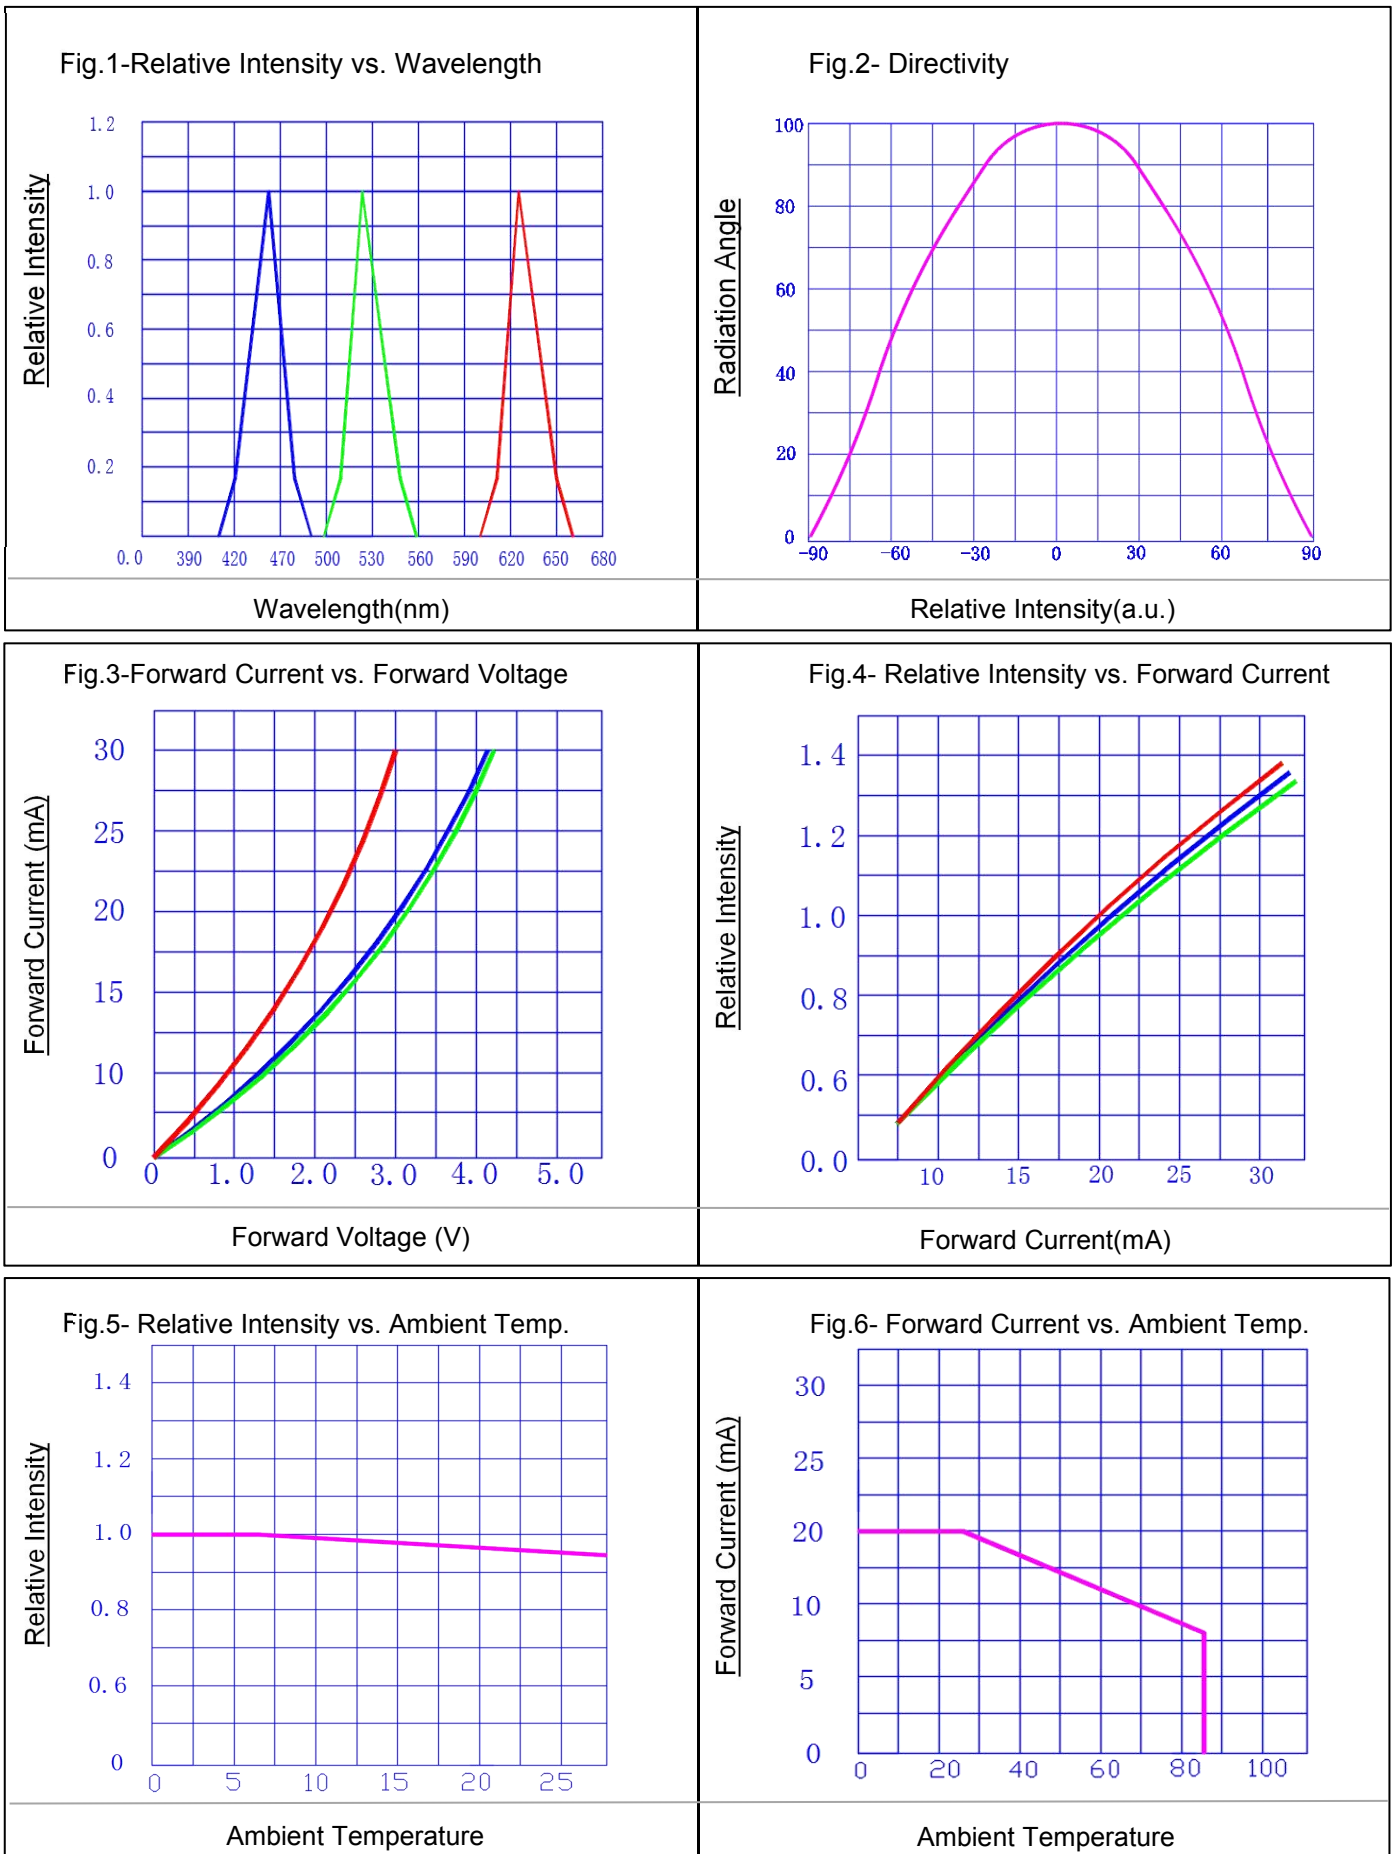 Fig.1-Relative Intensity vs. Wavelength
Relative Intensity
1.2
1.0
0.8
0.6
0.4
0.2
0.0 390 420 470 500 530 560 590 620 650 680
Wavelength(nm)
Fig.2- Directivity
Radiation Angle
100
80
60
40
20
0
-90 -60 -30 0 30 60 90
Relative Intensity(a.u.)
Fig.3-Forward Current vs. Forward Voltage
Forward Current (mA)
30
25
20
15
10
0
0 1.0 2.0 3.0 4.0 5.0
Forward Voltage (V)
Fig.4- Relative Intensity vs. Forward Current
Relative Intensity
1.4
1.2
1.0
0.8
0.6
0.0
10 15 20 25 30
Forward Current(mA)
Fig.5- Relative Intensity vs. Ambient Temp.
Relative Intensity
1.4
1.2
1.0
0.8
0.6
0
0 5 10 15 20 25
Ambient Temperature
Fig.6- Forward Current vs. Ambient Temp.
Forward Current (mA)
30
25
20
10
5
0
0 20 40 60 80 100
Ambient Temperature